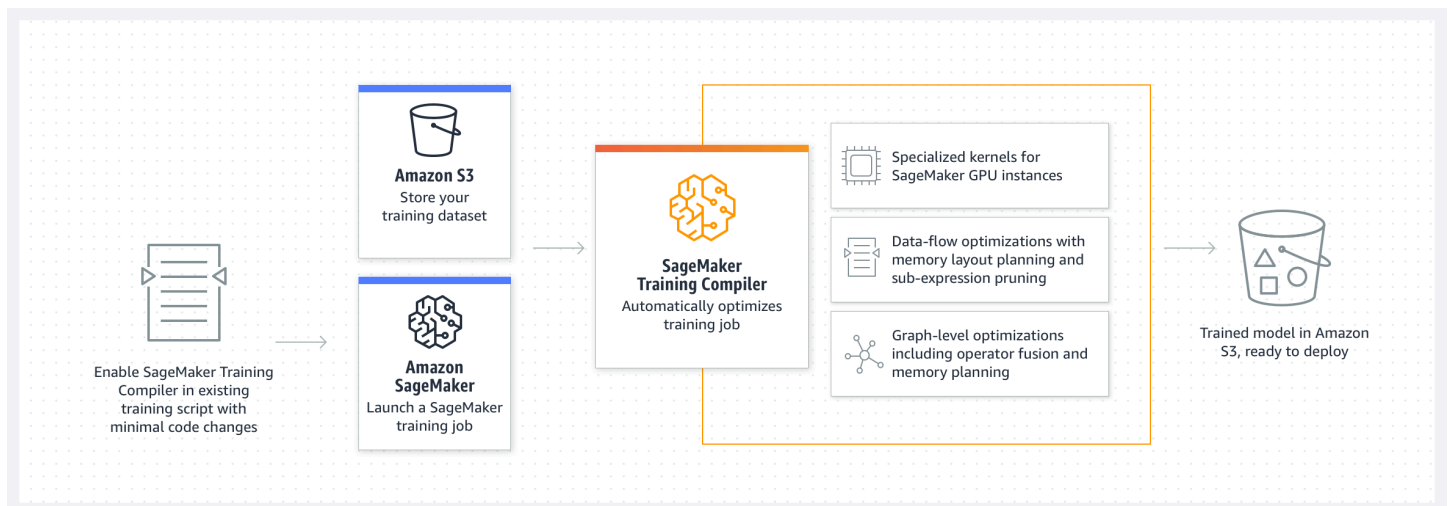 Enable SageMaker Training
Compiler in existing
training script with
minimal code changes
Amazon S3
Store your
training dataset
Amazon
SageMaker
Launch a SageMaker
training job
SageMaker
Training Compiler
Automatically optimizes
training job
Specialized kernels for
SageMaker GPU instances
Data-flow optimizations with
memory layout planning and
sub-expression pruning
Graph-level optimizations
including operator fusion and
memory planning
Trained model in Amazon
S3, ready to deploy